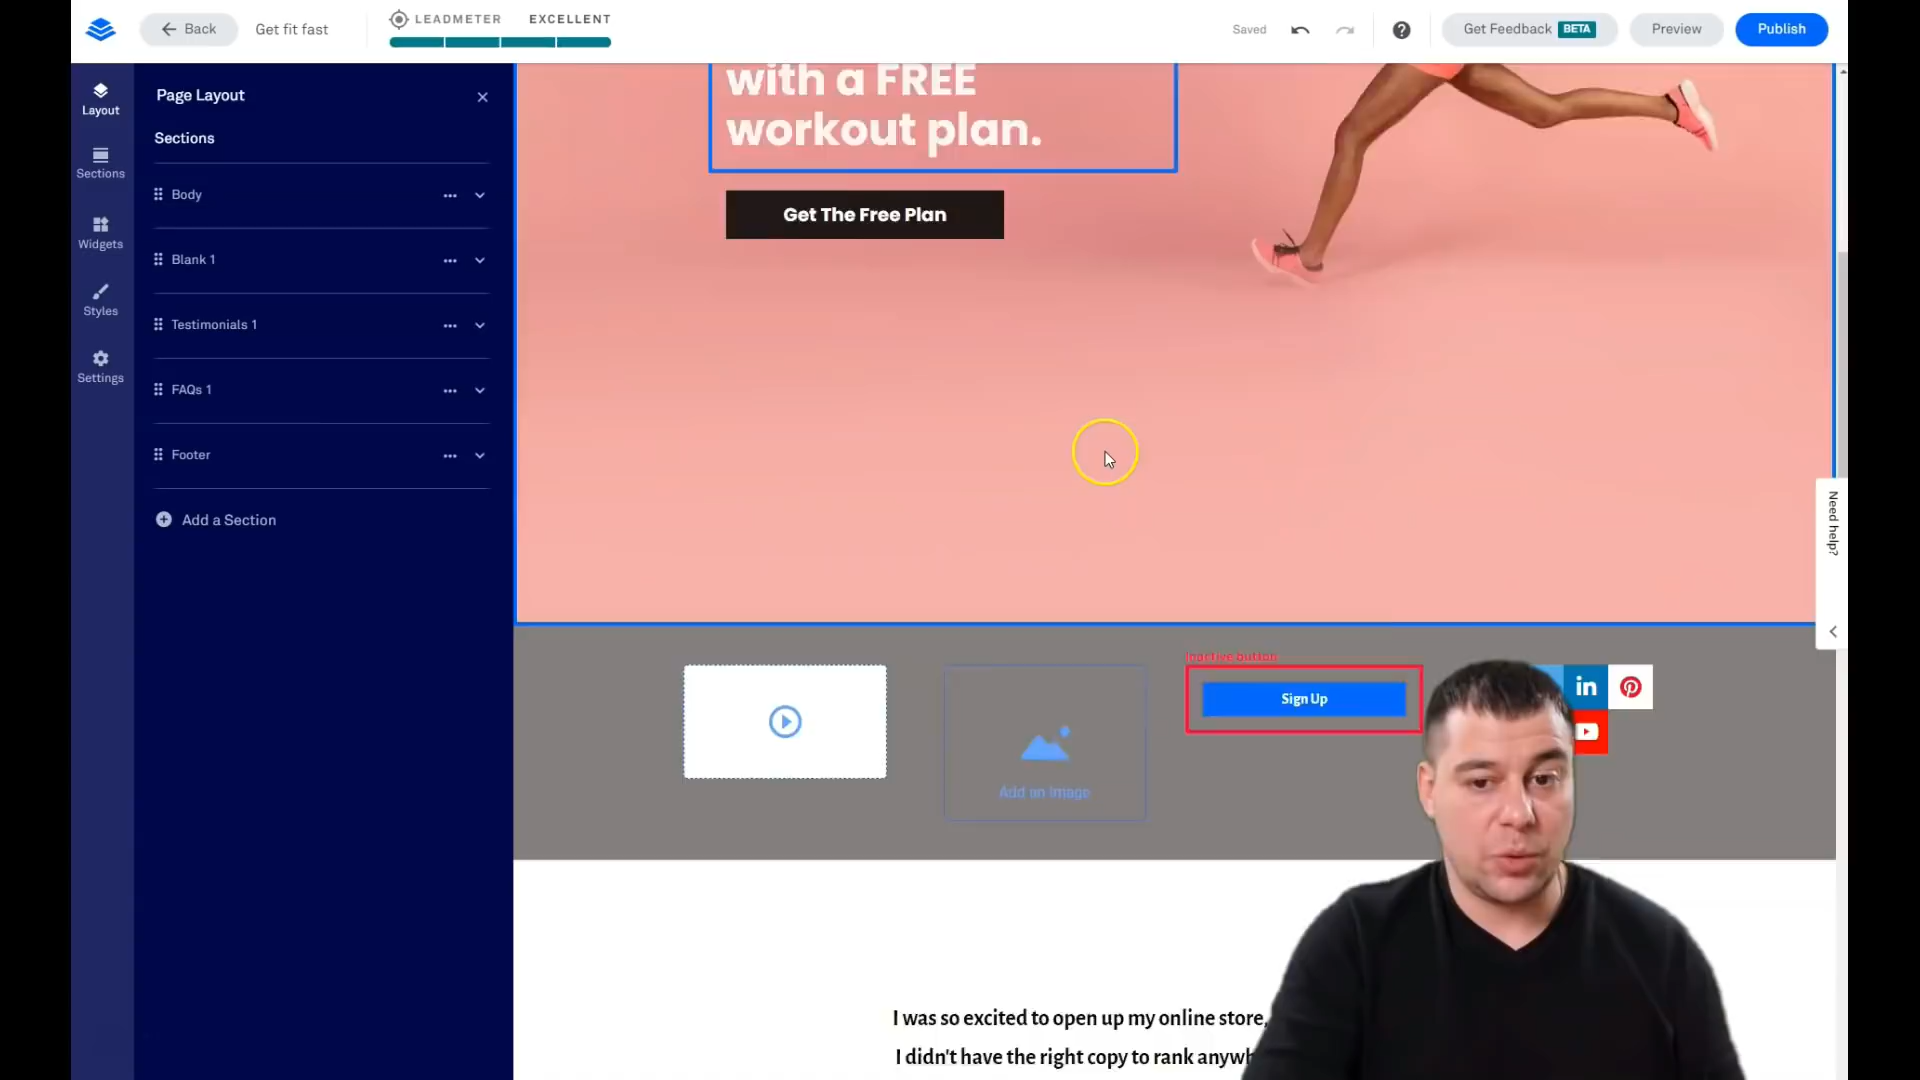 Back
Get fit fast
LEADMETER EXCELLENT
Saved
Get Feedback BETA
Preview
Publish
Layout
Sections
Widgets
Styles
Settings
Page Layout
Sections
Body
Blank 1
Testimonials 1
FAQs 1
Footer
Add a Section
with a FREE
workout plan.
Get The Free Plan
Need help?
Inactive button
Sign Up
Add an Image
in
I was so excited to open up my online store,
I didn't have the right copy to rank